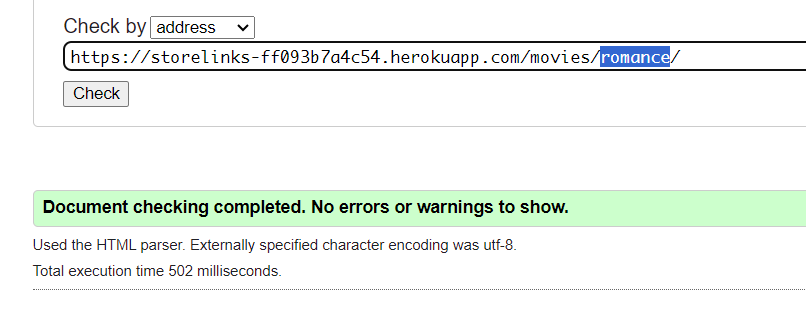 Check by address
https://storelinks-ff093b7a4c54.herokuapp.com/movies/romance/
Check
Document checking completed. No errors or warnings to show.
Used the HTML parser. Externally specified character encoding was utf-8.
Total execution time 502 milliseconds.